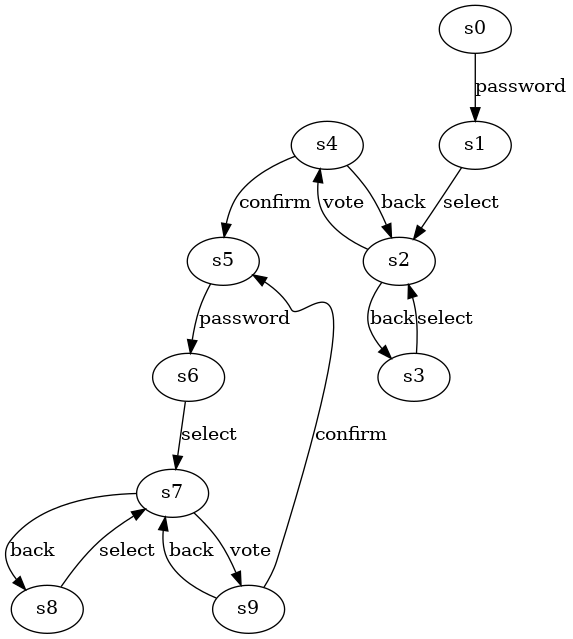 s0
password
s4
s1
confirm
vote
back
select
s5
s2
password
back
select
s6
s3
select
confirm
s7
back
select
back
vote
s8
s9